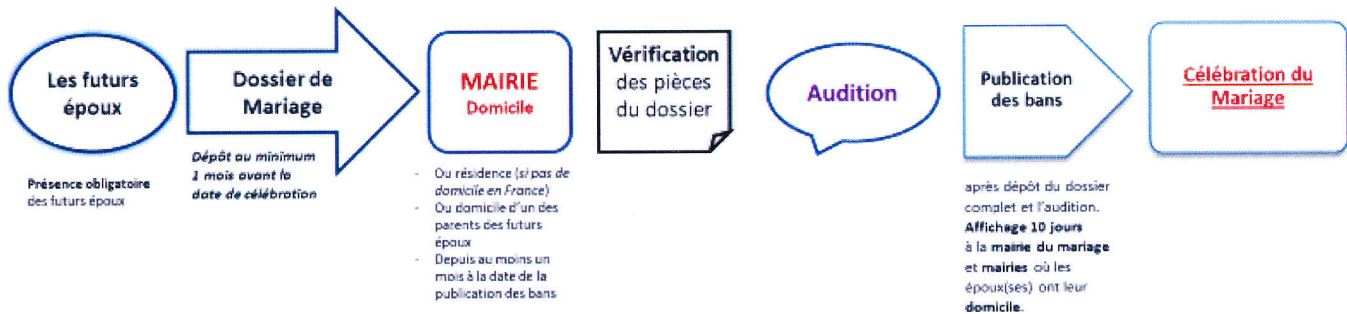 Les futurs
époux
Présence obligatoire
des futurs époux
Dossier de
Mariage
Dépôt au minimum
1 mois avant la
date de célébration
MAIRIE
Domicile
- Ou résidence (si pas de
domicile en France)
- Ou domicile d'un des
parents des futurs
époux
- Depuis au moins un
mois à la date de la
publication des bans
Vérification
des pièces
du dossier
Audition
Publication
des bans
après dépôt du dossier
complet et l'audition.
Affichage 10 jours
à la mairie du mariage
et mairies où les
époux(ses) ont leur
domicile.
Célébration du
Mariage